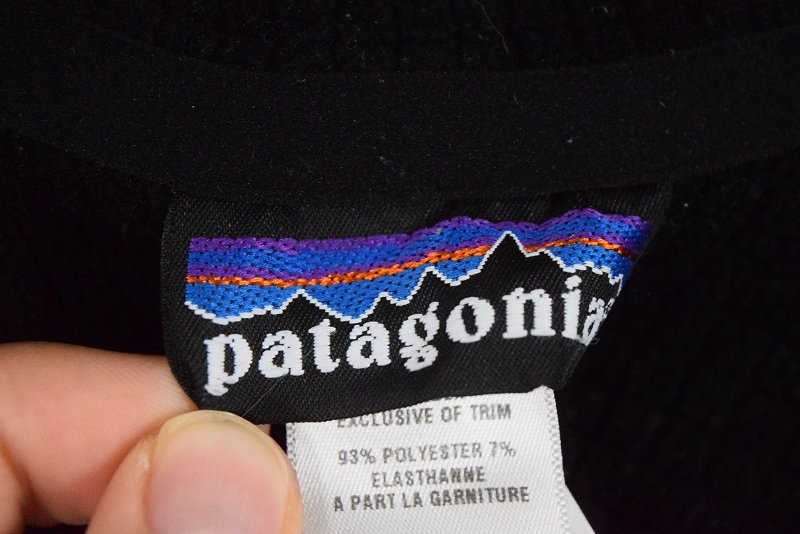 patagonia
EXCLUSIVE OF TRIM
93% POLYESTER 7%
ELASTHANNE
A PART LA GARNITURE